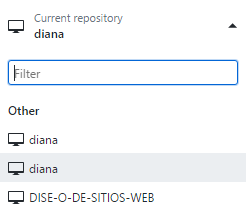 Current repository
diana
Filter
Other
diana
diana
DISE-O-DE-SITIOS-WEB